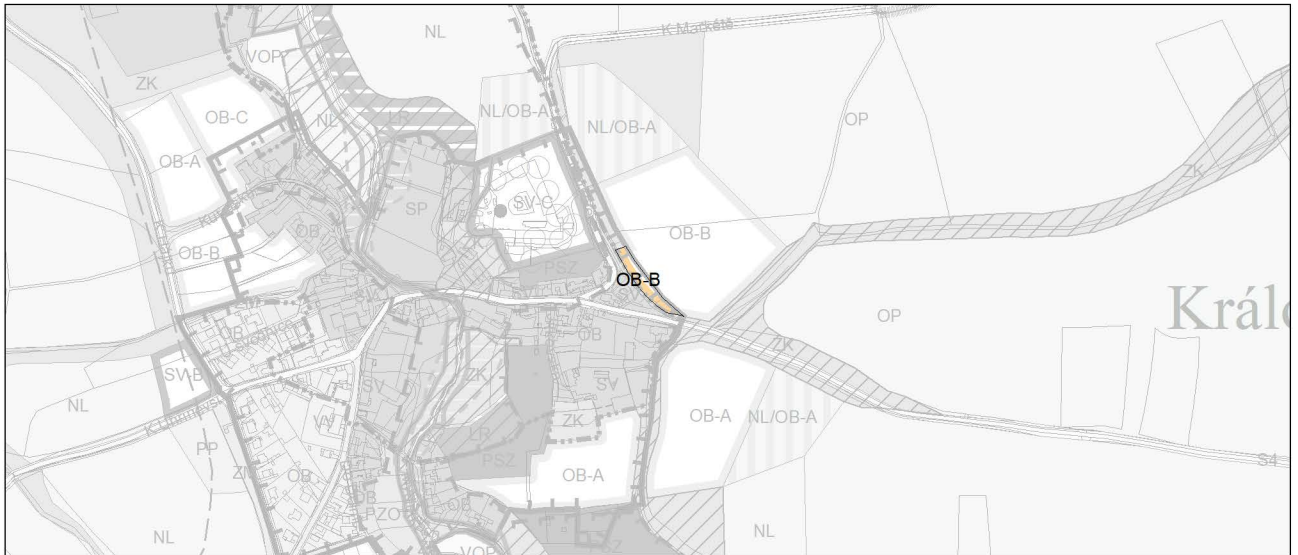 NL
K Markétě
VOP
ZK
OB-C
NL
LR
NL/OB-A
NL/OB-A
OP
OB-A
ZK
SP
SV-C
OB
OB-B
OB-B
PSZ
OB-B
Králo
OP
OB
OB
ZK
SV-B
SV
ZK
SV
OB-A
NL/OB-A
NL
VV
ZK
PP
LR
PSZ
OB
OB-A
S4
OB
OB
PZO
NL
NL
VOP